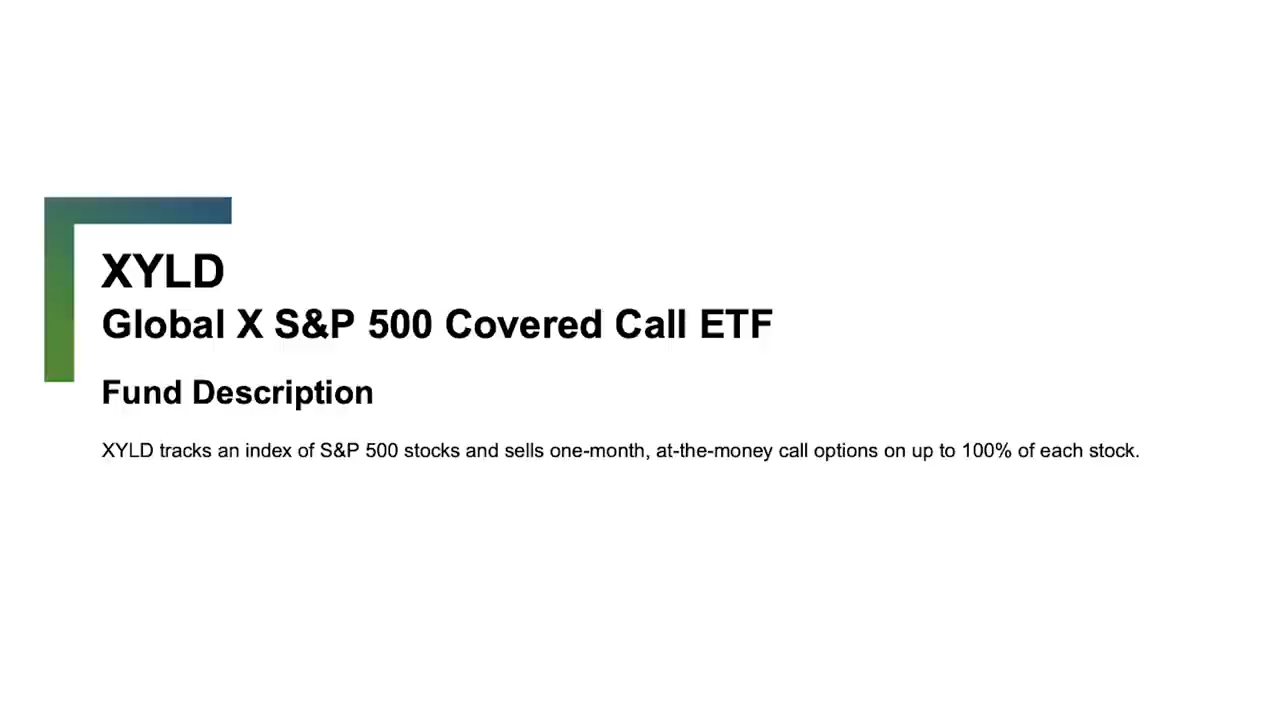 XYLD
Global X S&P 500 Covered Call ETF
Fund Description
XYLD tracks an index of S&P 500 stocks and sells one-month, at-the-money call options on up to 100% of each stock.